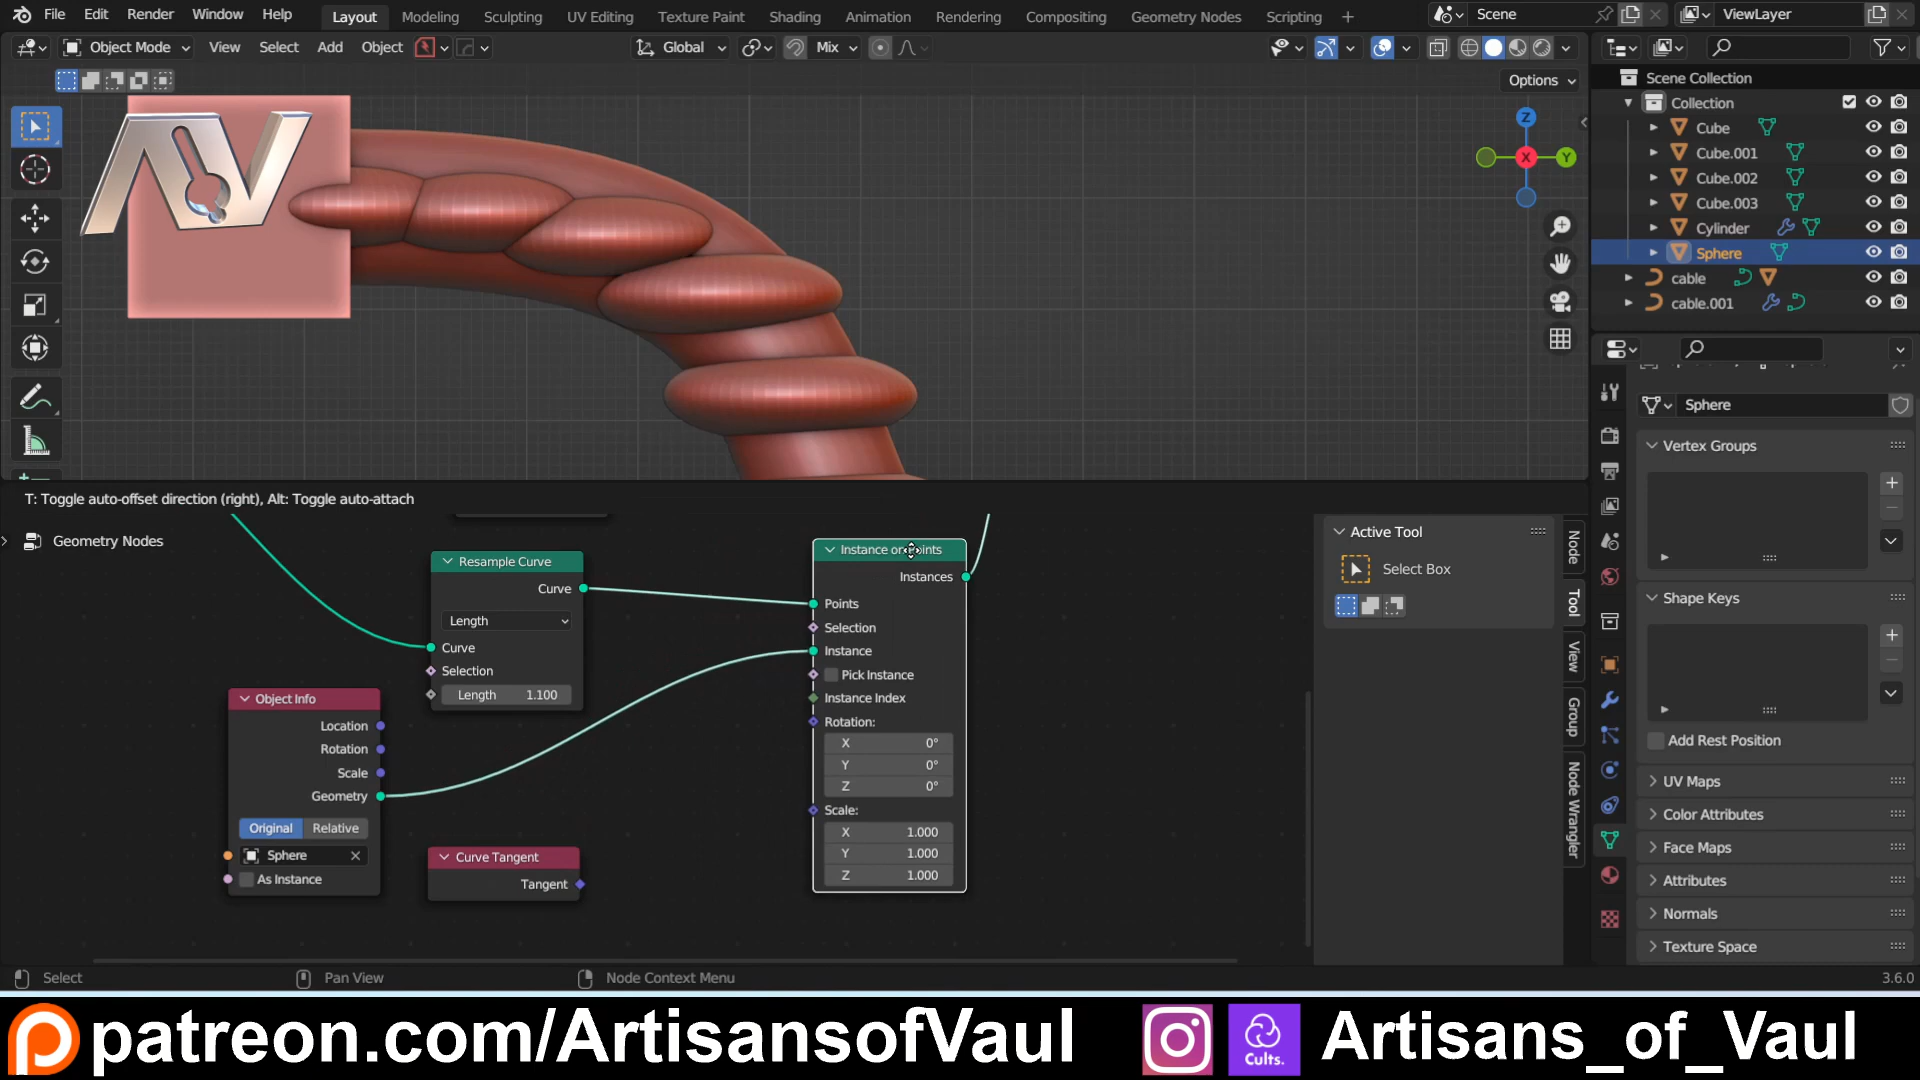 File Edit Render Window Help Layout Modeling Sculpting UV Editing Texture Paint Shading Animation Rendering Compositing Geometry Nodes Scripting + Scene ViewLayer
Object Mode View Select Add Object Global Mix
Options
Z
X
Y
AV
Scene Collection
Collection
Cube
Cube.001
Cube.002
Cube.003
Cylinder
Sphere
cable
cable.001
Sphere
Vertex Groups
Shape Keys
Add Rest Position
UV Maps
Color Attributes
Face Maps
Attributes
Normals
Texture Space
T: Toggle auto-offset direction (right), Alt: Toggle auto-attach
Geometry Nodes
Resample Curve
Curve
Length
Curve
Selection
Length 1.100
Object Info
Location
Rotation
Scale
Geometry
Original Relative
Sphere
As Instance
Curve Tangent
Tangent
Instance on Points
Instances
Points
Selection
Instance
Pick Instance
Instance Index
Rotation:
X 0°
Y 0°
Z 0°
Scale:
X 1.000
Y 1.000
Z 1.000
Active Tool
Select Box
Node
Tool
View
Group
Node Wrangler
Select Pan View Node Context Menu 3.6.0
patreon.com/ArtisansofVaul Cults. Artisans_of_Vaul